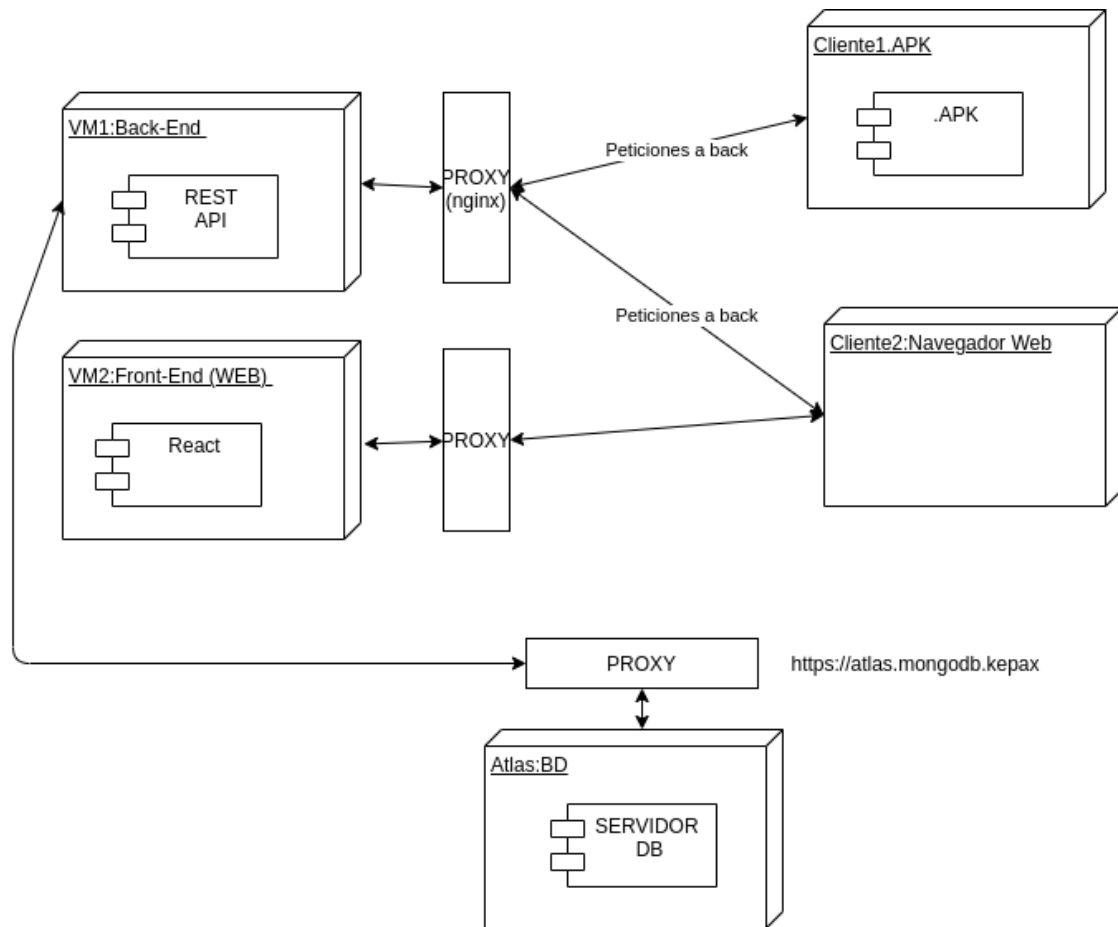 Cliente1.APK
.APK
VM1:Back-End
REST
API
PROXY
(nginx)
Peticiones a back
Peticiones a back
Cliente2:Navegador Web
VM2:Front-End (WEB)
React
PROXY
PROXY
https://atlas.mongodb.kepax
Atlas:BD
SERVIDOR
DB